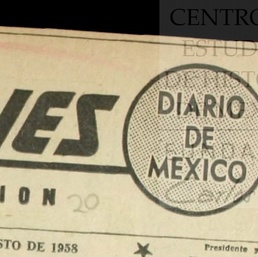 CENTRO
ESTUD
DIARIO
DE
MEXICO
IES
ION 20
STO DE 1958
Presidente y